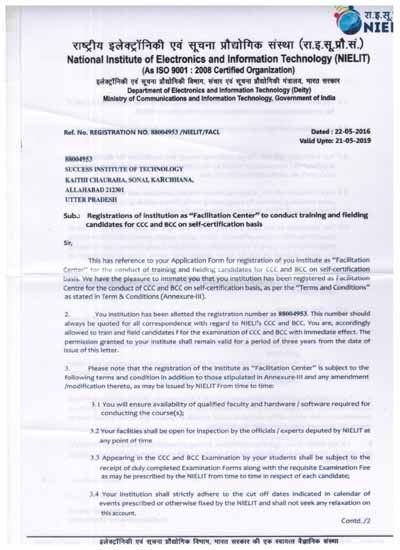 रा.इ.सू.
NIEL
राष्ट्रीय इलेक्ट्रॉनिकी एवं सूचना प्रौद्योगिक संस्था (रा.इ.सू.प्रौ.सं.)
National Institute of Electronics and Information Technology (NIELIT)
(As ISO 9001 : 2008 Certified Organization)
इलेक्ट्रॉनिकी एवं सूचना प्रौद्योगिकी विभाग, संचार एवं सूचना प्रौद्योगिकी मंत्रालय, भारत सरकार
Department of Electronics and Information Technology (Deity)
Ministry of Communications and Information Technology, Government of India
Ref. No. REGISTRATION NO. 88004953 /NIELIT/FACL
Dated : 22-05-2016
Valid Upto: 21-05-2019
88004953
SUCCESS INSTITUTE OF TECHNOLOGY
KAITHI CHAURAHA, SONAI, KARCHHANA,
ALLAHABAD 212301
UTTER PRADESH
Sub.: Registrations of institution as “Facilitation Center” to conduct training and fielding
candidates for CCC and BCC on self-certification basis
Sir,
This has reference to your Application Form for registration of you Institute as “Facilitation
Center” for the conduct of training and fielding candidates for CCC and BCC on self-certification
basis. We have the pleasure to intimate you that you institution has been registered as Facilitation
Centre for the conduct of CCC and BCC on self-certification basis, as per the “Terms and Conditions”
as stated in Term & Conditions (Annexure-III).
2. You institution has been allotted the registration number as 88004953. This number should
always be quoted for all correspondence with regard to NIELIT's CCC and BCC. You are, accordingly
allowed to train and field candidates f for the examination of CCC and BCC with immediate effect. The
permission granted to your institute shall remain valid for a period of three years from the date of
issue of this letter.
3. Please note that the registration of the Institute as “Facilitation Center” is subject to the
following terms and condition in addition to those stipulated in Annexure-III and any amendment
/modification thereto, as may be issued by NIELIT From time to time:
3.1 You will ensure availability of qualified faculty and hardware / software required for
conducting the course(s);
3.2 Your facilities shall be open for inspection by the officials / experts deputed by NIELIT at
any point of time
3.3 Appearing in the CCC and BCC Examination by your students shall be subject to the
receipt of duly completed Examination Forms along with the requisite Examination Fee
as may be prescribed by the NIELIT from time to time in respect of each candidate;
3.4 Your institution shall strictly adhere to the cut off dates indicated in calendar of
events prescribed or otherwise fixed by the NIELIT and shall not seek any relaxation on
this account.
Contd../2
इलेक्ट्रॉनिकी एवं सूचना प्रौद्योगिक विभाग, भारत सरकार की एक स्वायत्त वैज्ञानिक संस्था